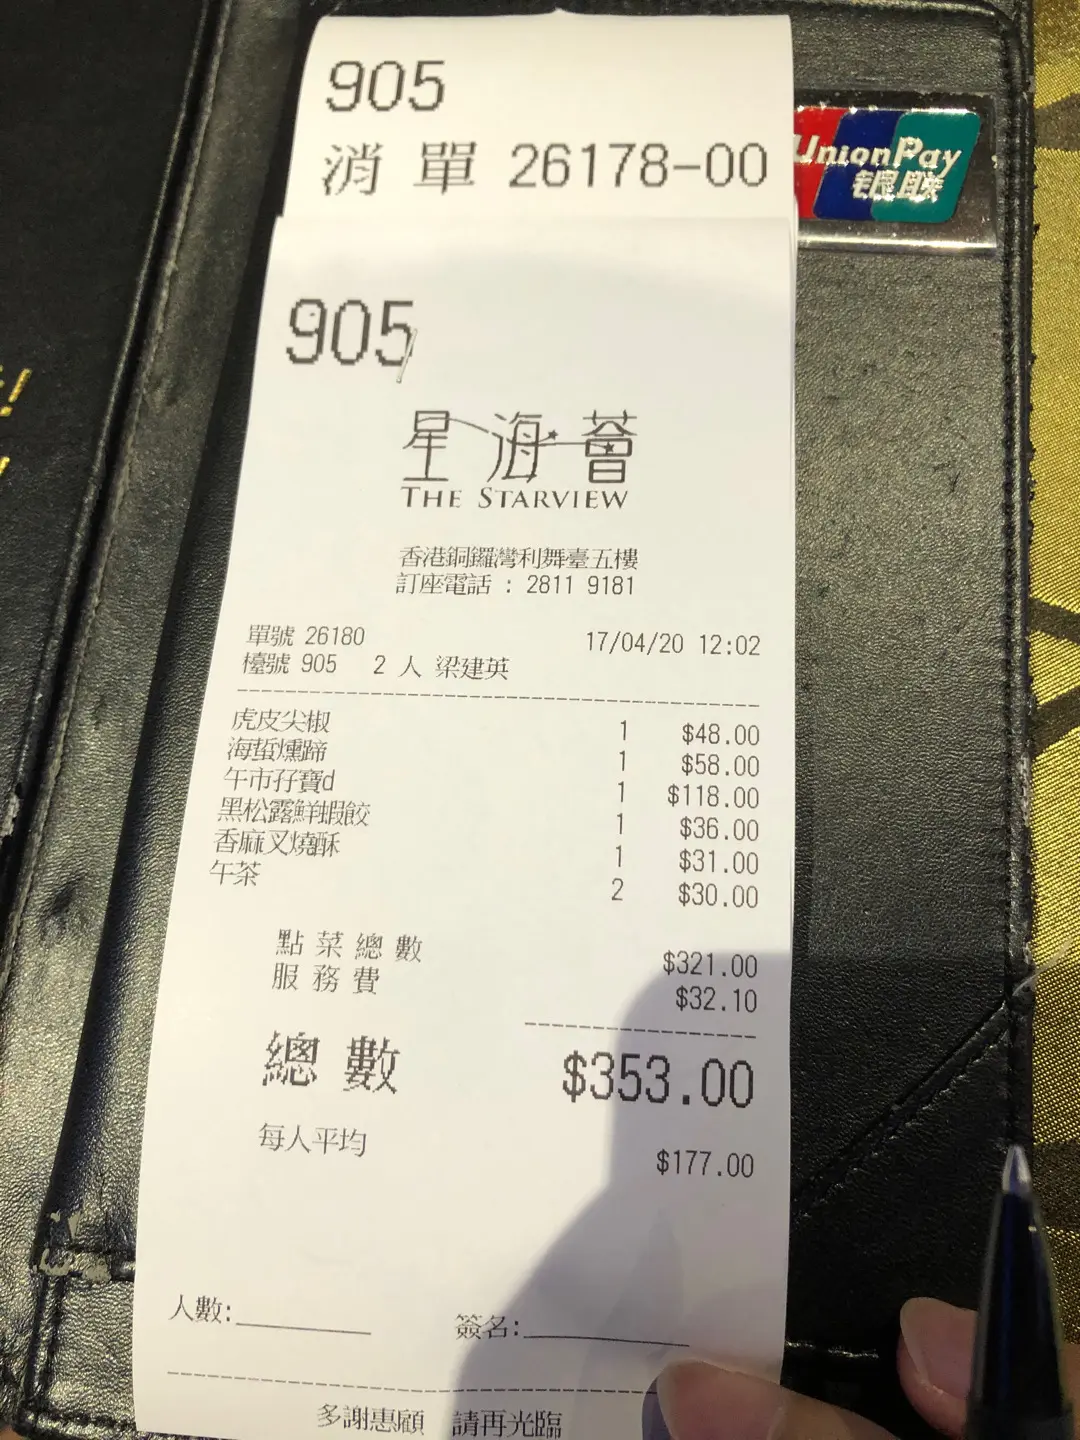 905
消單 26178-00
UnionPay
銀聯
905
星海薈
THE STARVIEW
香港銅鑼灣利舞臺五樓
訂座電話 : 2811 9181
單號 26180 17/04/20 12:02
檯號 905 2 人 梁建英
虎皮尖椒 1 $48.00
海蜇燻蹄 1 $58.00
午市孖寶d 1 $118.00
黑松露鮮蝦餃 1 $36.00
香麻叉燒酥 1 $31.00
午茶 2 $30.00
點菜總數 $321.00
服務費 $32.10
總數 $353.00
每人平均 $177.00
人數: 簽名:
多謝惠顧 請再光臨